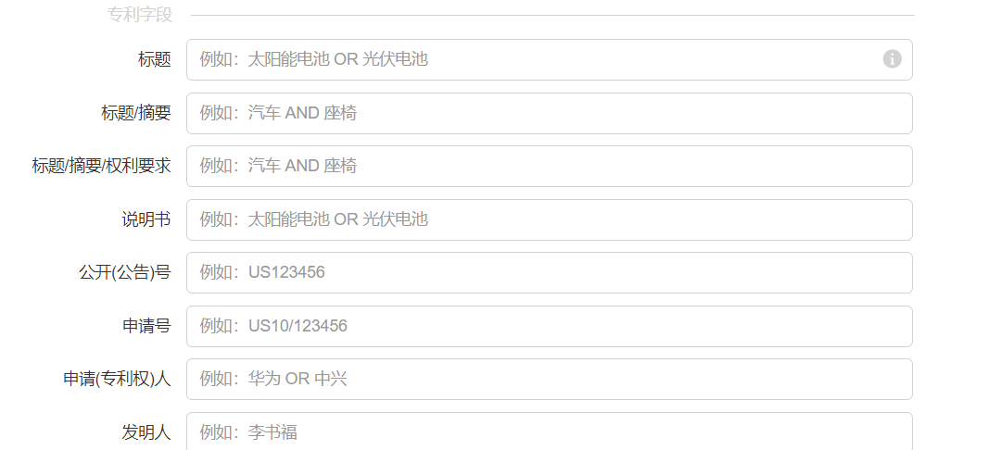 专利字段
标题 例如：太阳能电池 OR 光伏电池
标题/摘要 例如：汽车 AND 座椅
标题/摘要/权利要求 例如：汽车 AND 座椅
说明书 例如：太阳能电池 OR 光伏电池
公开(公告)号 例如：US123456
申请号 例如：US10/123456
申请(专利权)人 例如：华为 OR 中兴
发明人 例如：李书福